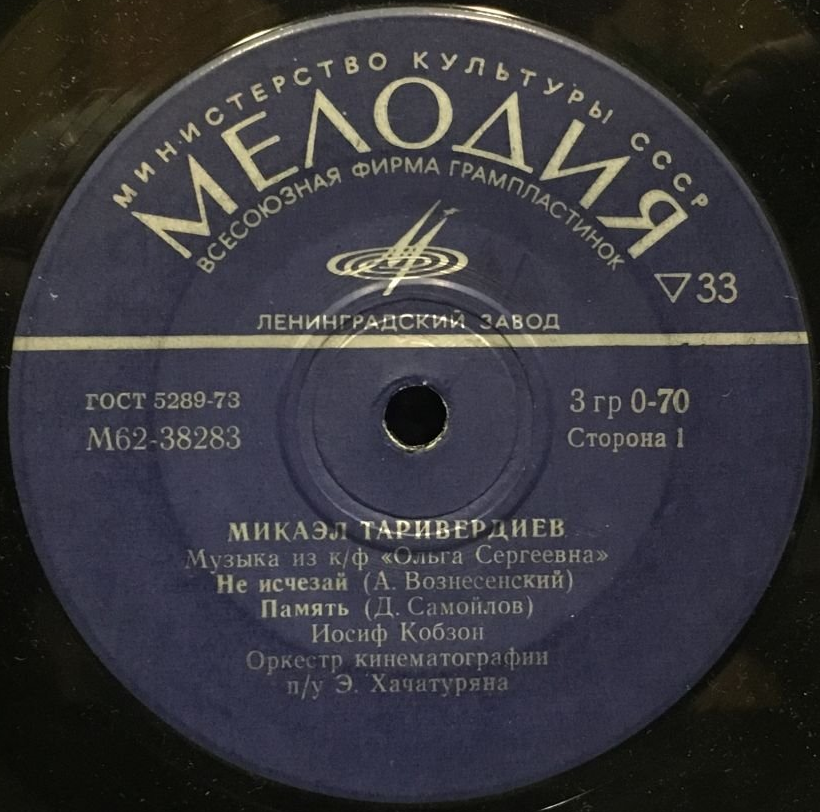 МИНИСТЕРСТВО КУЛЬТУРЫ СССР
МЕЛОДИЯ
ВСЕСОЮЗНАЯ ФИРМА ГРАМПЛАСТИНОК
33
ЛЕНИНГРАДСКИЙ ЗАВОД
ГОСТ 5289-73
М62-38283
3 гр 0-70
Сторона 1
МИКАЭЛ ТАРИВЕРДИЕВ
Музыка из к/ф «Ольга Сергеевна»
Не исчезай (А. Вознесенский)
Память (Д. Самойлов)
Иосиф Кобзон
Оркестр кинематографии
п/у Э. Хачатуряна